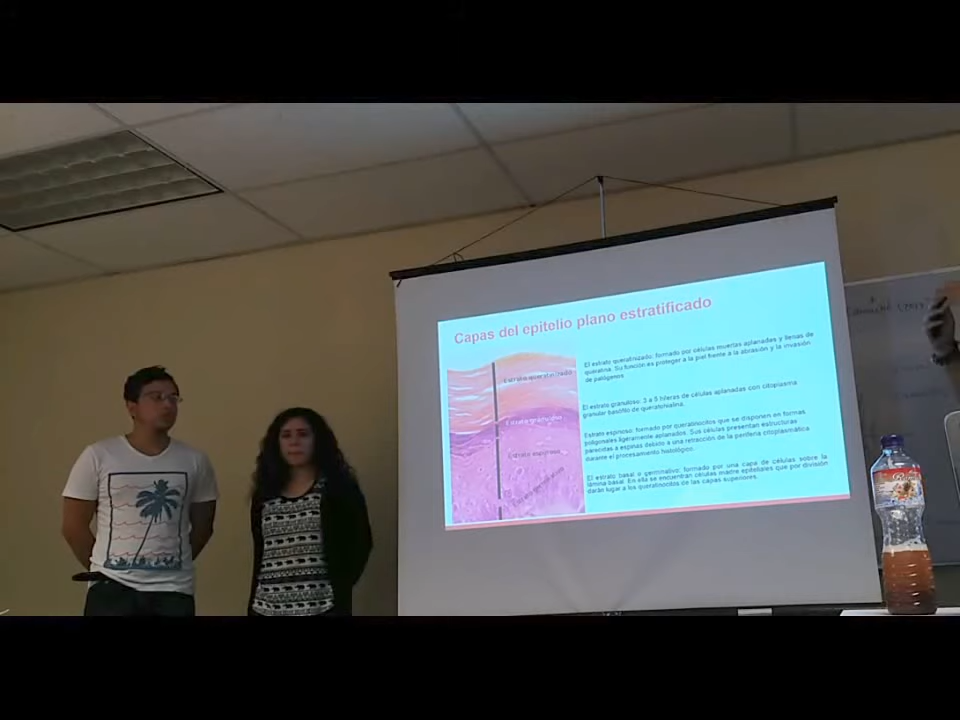 Capas del epitelio plano estratificado
Estrato queratinizado
Estrato granuloso
Estrato espinoso
Estrato germinativo
El estrato queratinizado: formado por células muertas aplanadas y llenas de
queratina. Su función es proteger a la piel frente a la abrasión y la invasión
de patógenos.
El estrato granuloso: 3 a 5 hileras de células aplanadas con citoplasma
granular basófilo de queratohialina.
Estrato espinoso: formado por queratinocitos que se disponen en formas
poligonales ligeramente aplanados. Sus células presentan estructuras
parecidas a espinas debido a una retracción de la periferia citoplasmática
durante el procesamiento histológico.
El estrato basal o germinativo: formado por una capa de células sobre la
lámina basal. En ella se encuentran células madre epiteliales que por división
darán lugar a los queratinocitos de las capas superiores.